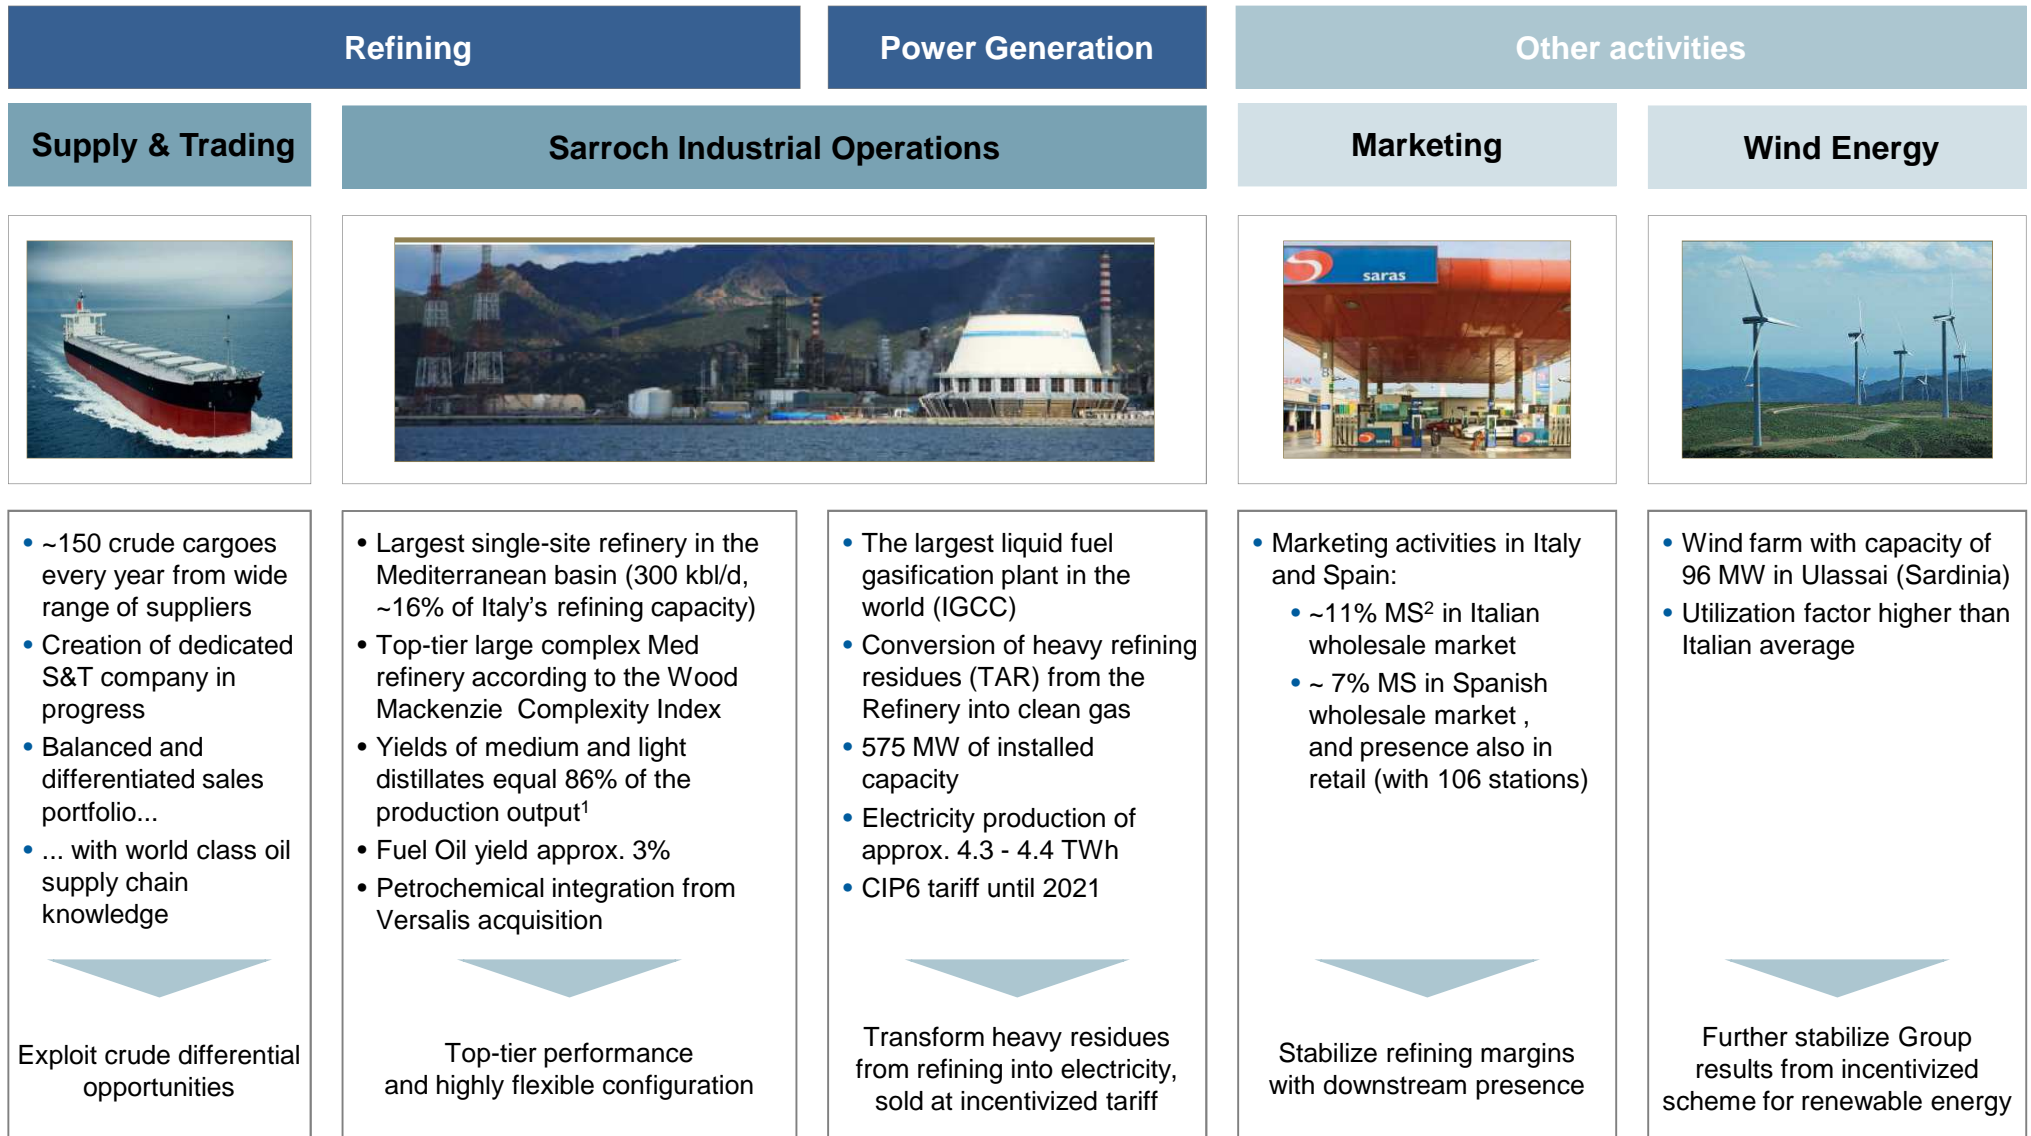 Refining
Power Generation
Other activities
Supply & Trading
Sarroch Industrial Operations
Marketing
Wind Energy
saras
• ~150 crude cargoes
every year from wide
range of suppliers
• Creation of dedicated
S&T company in
progress
• Balanced and
differentiated sales
portfolio...
• ... with world class oil
supply chain
knowledge
Exploit crude differential
opportunities
• Largest single-site refinery in the
Mediterranean basin (300 kbl/d,
~16% of Italy’s refining capacity)
• Top-tier large complex Med
refinery according to the Wood
Mackenzie Complexity Index
• Yields of medium and light
distillates equal 86% of the
production output1
• Fuel Oil yield approx. 3%
• Petrochemical integration from
Versalis acquisition
Top-tier performance
and highly flexible configuration
• The largest liquid fuel
gasification plant in the
world (IGCC)
• Conversion of heavy refining
residues (TAR) from the
Refinery into clean gas
• 575 MW of installed
capacity
• Electricity production of
approx. 4.3 - 4.4 TWh
• CIP6 tariff until 2021
Transform heavy residues
from refining into electricity,
sold at incentivized tariff
• Marketing activities in Italy
and Spain:
• ~11% MS2 in Italian
wholesale market
• ~ 7% MS in Spanish
wholesale market ,
and presence also in
retail (with 106 stations)
Stabilize refining margins
with downstream presence
• Wind farm with capacity of
96 MW in Ulassai (Sardinia)
• Utilization factor higher than
Italian average
Further stabilize Group
results from incentivized
scheme for renewable energy